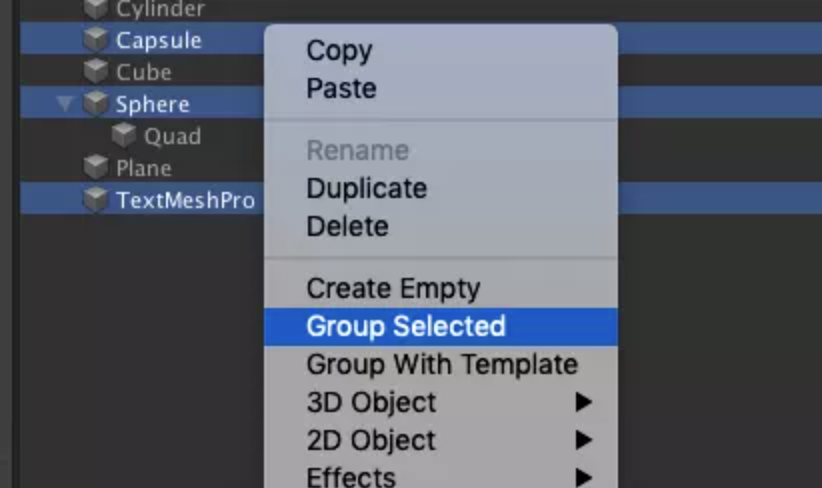 Cylinder
Capsule
Cube
Sphere
Quad
Plane
TextMeshPro
Copy
Paste
Rename
Duplicate
Delete
Create Empty
Group Selected
Group With Template
3D Object
2D Object
Effects